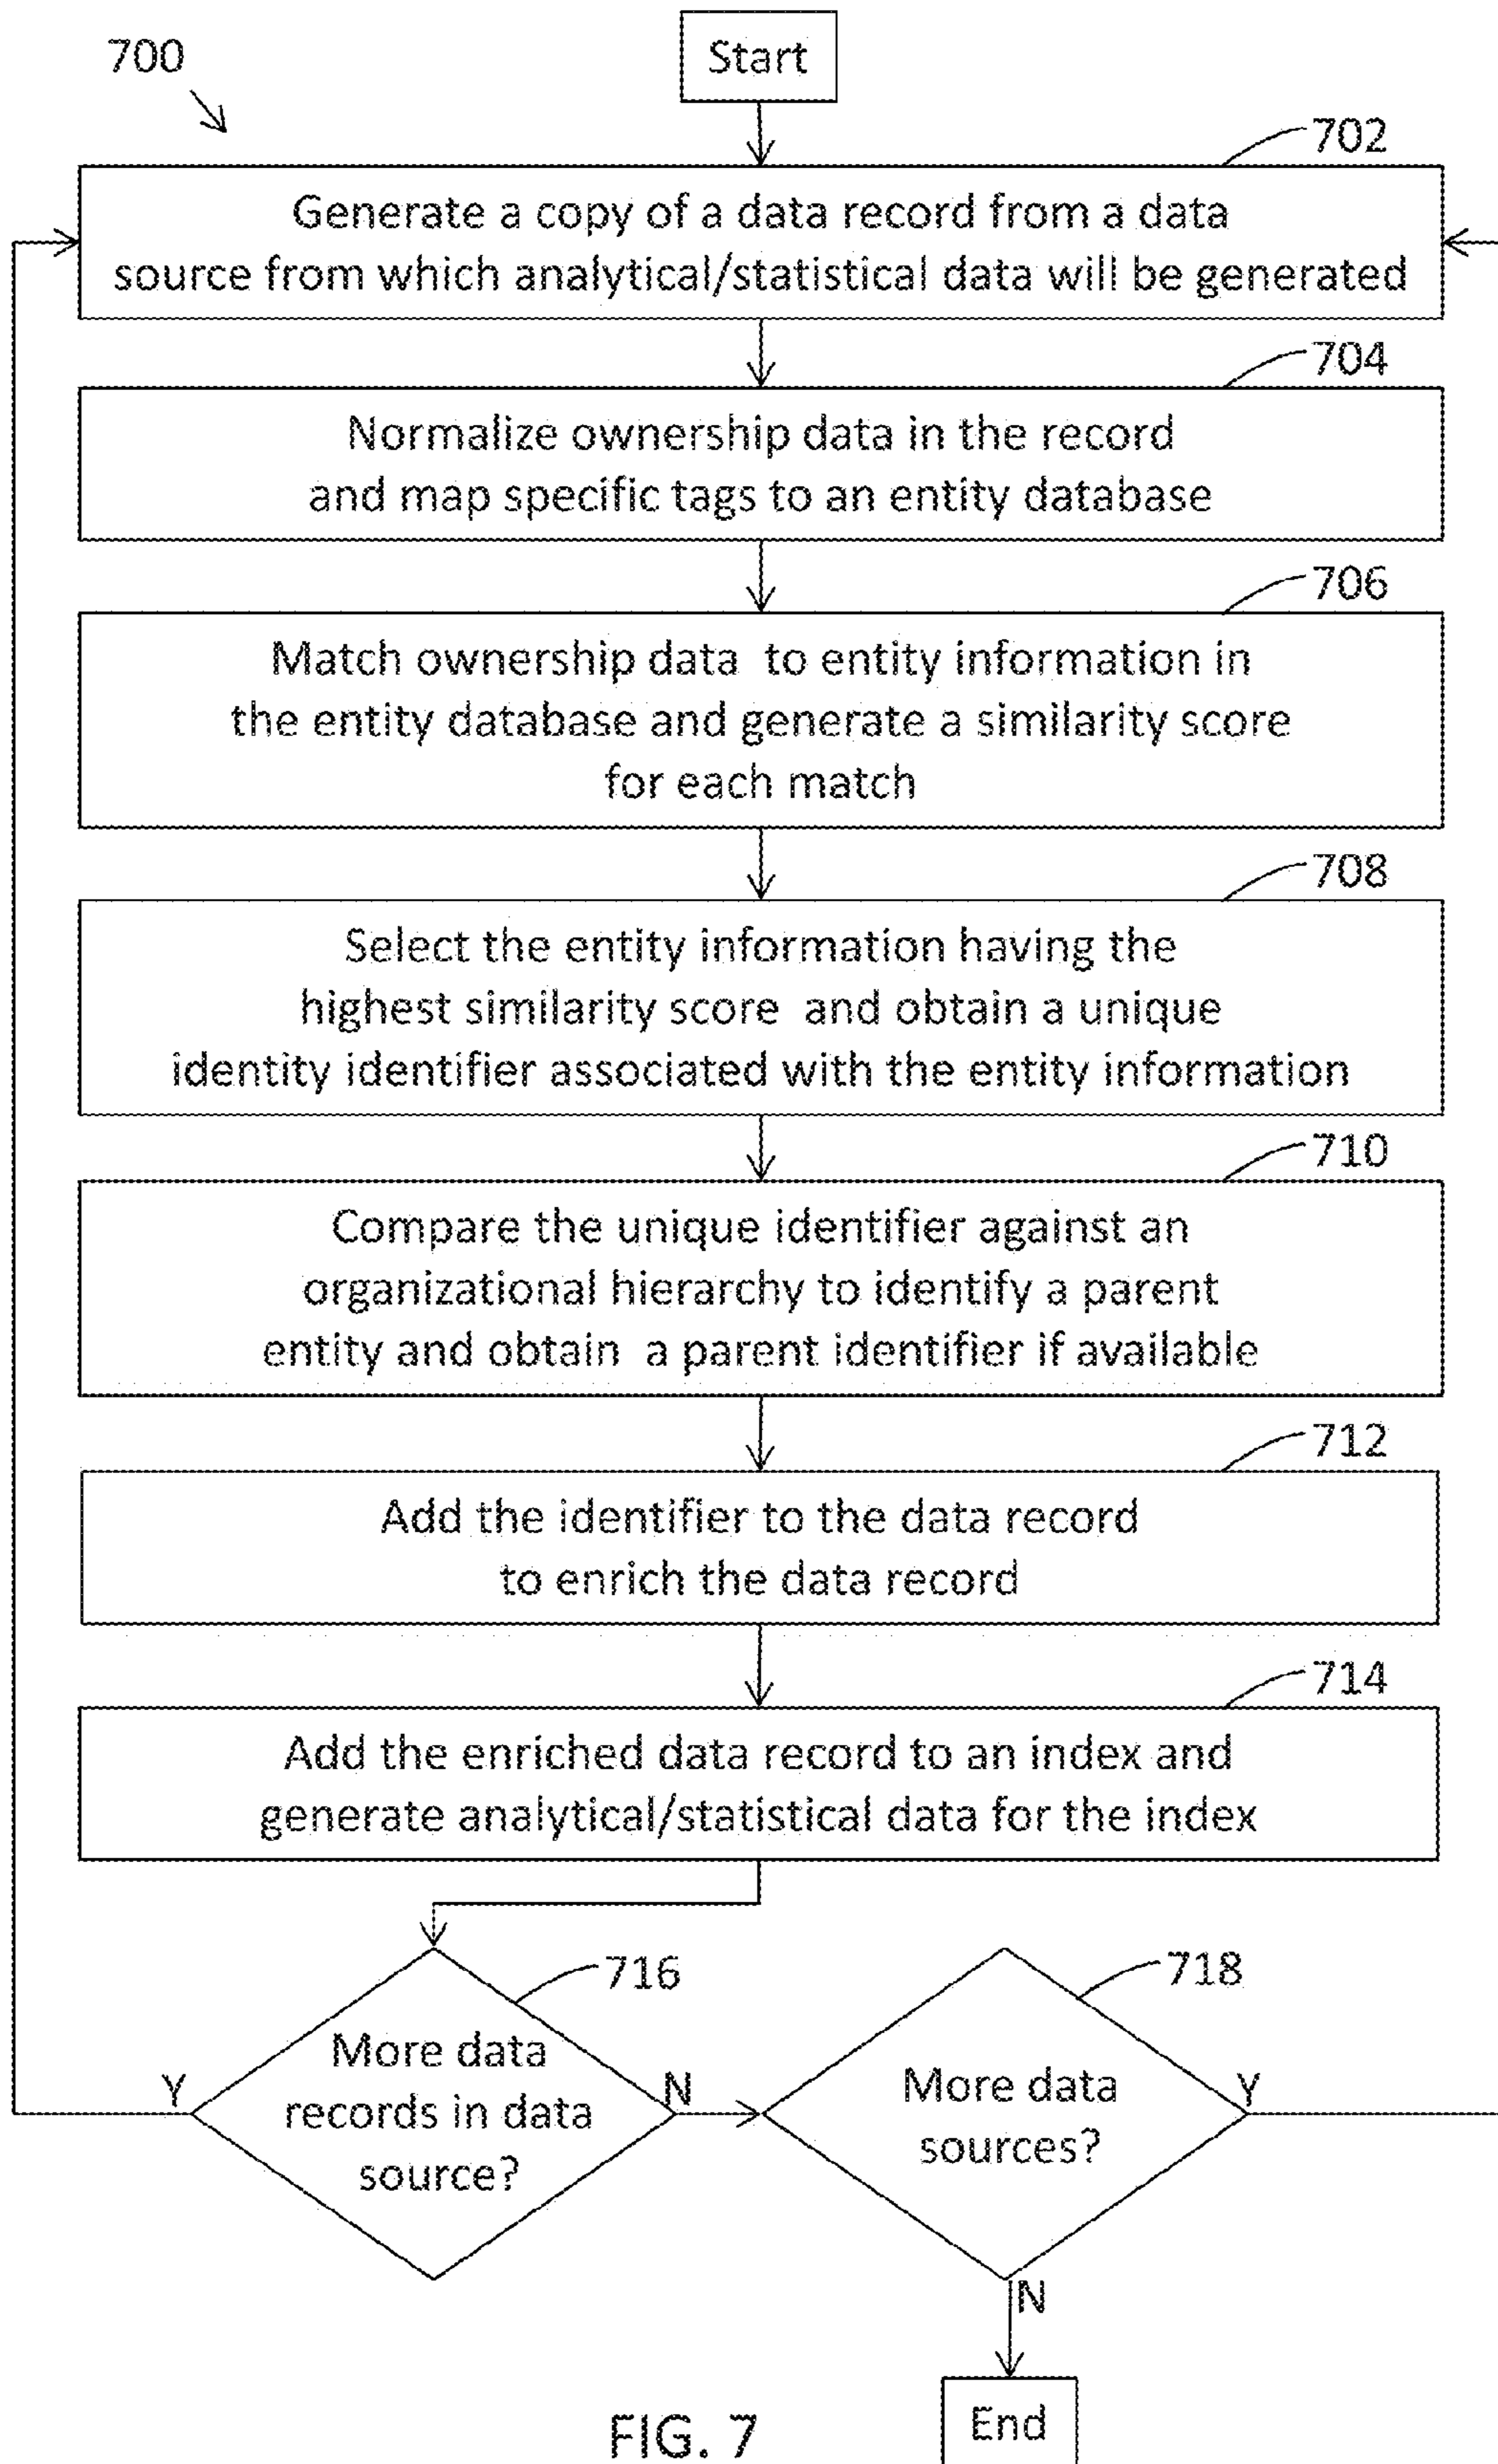 700
Start
702
Generate a copy of a data record from a data
source from which analytical/statistical data will be generated
704
Normalize ownership data in the record
and map specific tags to an entity database
706
Match ownership data to entity information in
the entity database and generate a similarity score
for each match
708
Select the entity information having the
highest similarity score and obtain a unique
identity identifier associated with the entity information
710
Compare the unique identifier against an
organizational hierarchy to identify a parent
entity and obtain a parent identifier if available
712
Add the identifier to the data record
to enrich the data record
714
Add the enriched data record to an index and
generate analytical/statistical data for the index
716
More data
records in data
source?
Y
N
718
More data
sources?
Y
N
End
FIG. 7